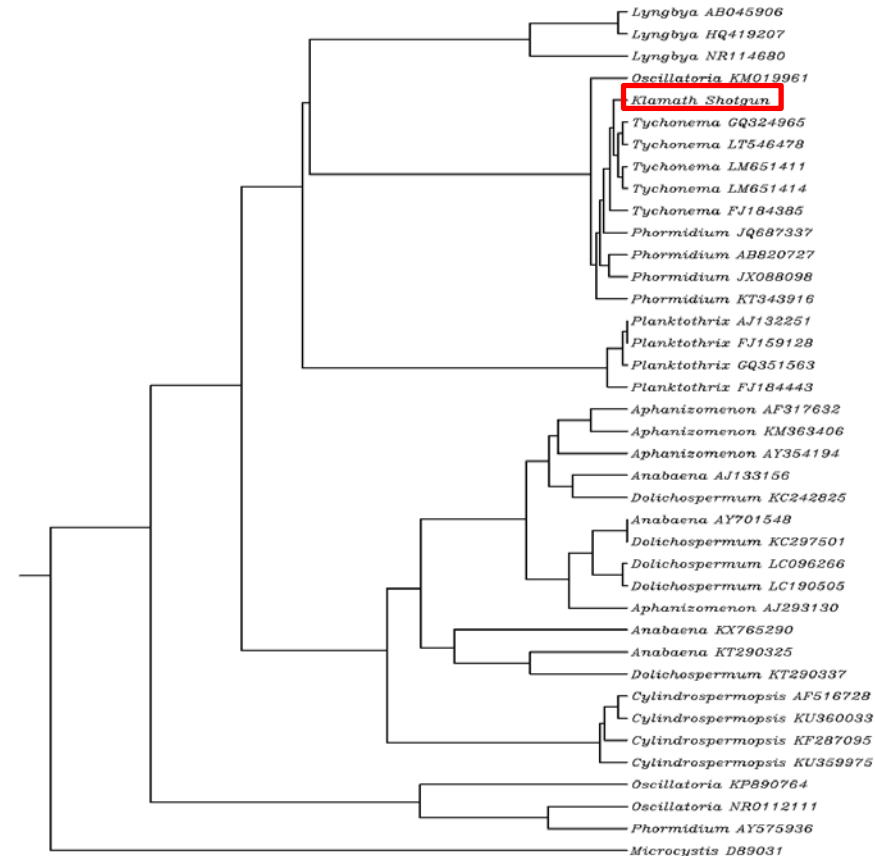 Lyngbya AB045906
Lyngbya HQ419207
Lyngbya NR114680
Oscillatoria KM019961
Klamath Shotgun
Tychonema GQ324965
Tychonema LT546478
Tychonema LM651411
Tychonema LM651414
Tychonema FJ184385
Phormidium JQ687337
Phormidium AB820727
Phormidium JX088098
Phormidium KT343916
Planktothrix AJ132251
Planktothrix FJ159128
Planktothrix GQ351563
Planktothrix FJ184443
Aphanizomenon AF317632
Aphanizomenon KM363406
Aphanizomenon AY354194
Anabaena AJ133156
Dolichospermum KC242825
Anabaena AY701548
Dolichospermum KC297501
Dolichospermum LC096266
Dolichospermum LC190505
Aphanizomenon AJ293130
Anabaena KX765290
Anabaena KT290325
Dolichospermum KT290337
Cylindrospermopsis AF516728
Cylindrospermopsis KU360033
Cylindrospermopsis KF287095
Cylindrospermopsis KU359975
Oscillatoria KP890764
Oscillatoria NR0112111
Phormidium AY575936
Microcystis D89031